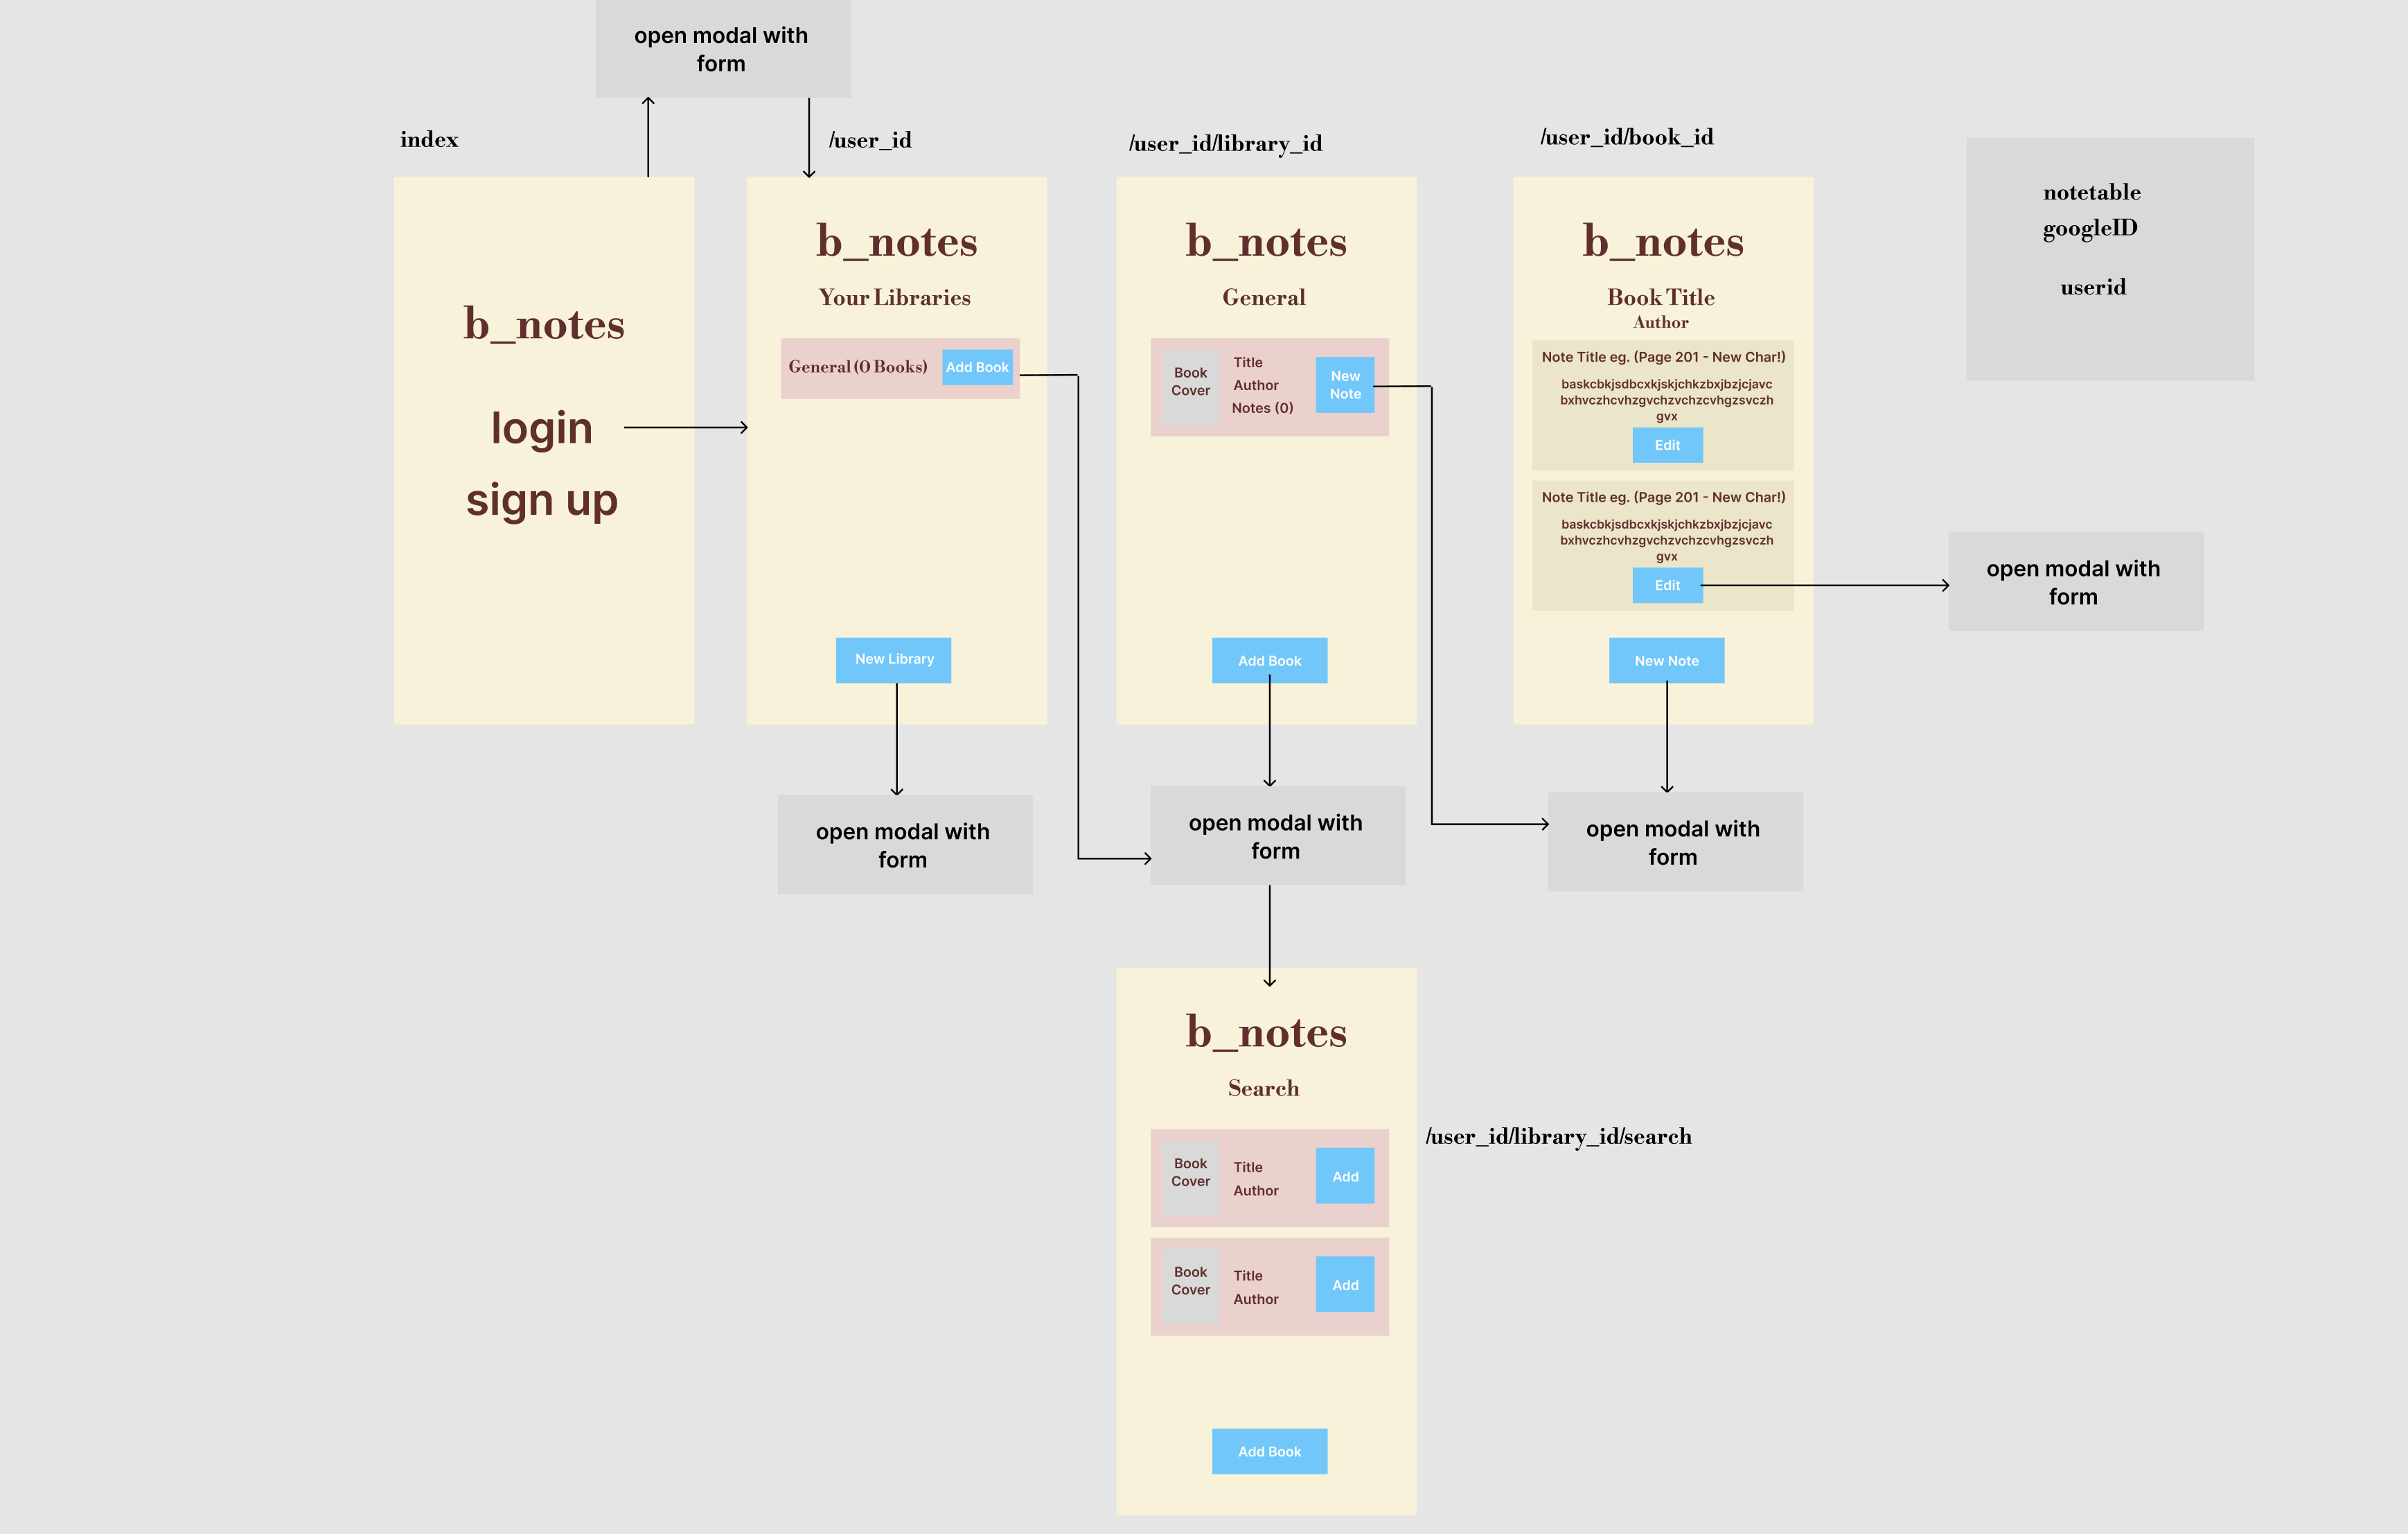 open modal with
form
index
/user_id
/user_id/library_id
/user_id/book_id
b_notes
login
sign up
b_notes
Your Libraries
General (0 Books)
Add Book
New Library
b_notes
General
Book
Cover
Title
Author
Notes (0)
New
Note
Add Book
b_notes
Book Title
Author
Note Title eg. (Page 201 - New Char!)
baskcbkjsdbcxkjskjchkzbxjbzjcjavc
bxhvczhcvhzgvchzvchzcvhgzsvczh
gvx
Edit
Note Title eg. (Page 201 - New Char!)
baskcbkjsdbcxkjskjchkzbxjbzjcjavc
bxhvczhcvhzgvchzvchzcvhgzsvczh
gvx
Edit
New Note
notetable
googleID
userid
open modal with
form
open modal with
form
open modal with
form
open modal with
form
b_notes
Search
/user_id/library_id/search
Book
Cover
Title
Author
Add
Book
Cover
Title
Author
Add
Add Book